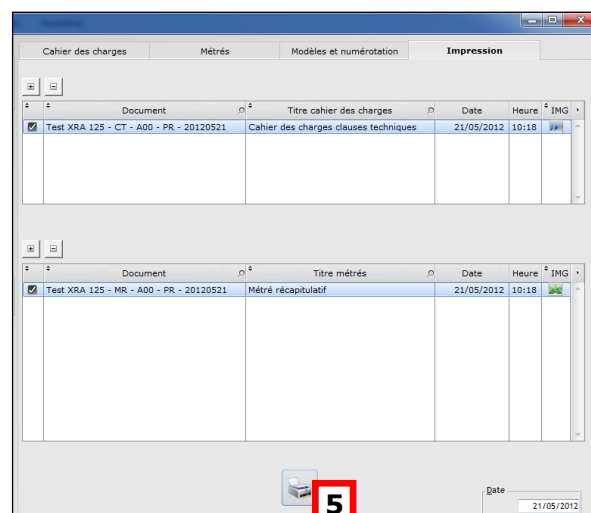 Cahier des charges Métrés Modèles et numérotation Impression
Document Titre cahier des charges Date Heure IMG
Test XRA 125 - CT - A00 - PR - 20120521 Cahier des charges clauses techniques 21/05/2012 10:18
Document Titre métrés Date Heure IMG
Test XRA 125 - MR - A00 - PR - 20120521 Métré récapitulatif 21/05/2012 10:18
5
Date
21/05/2012